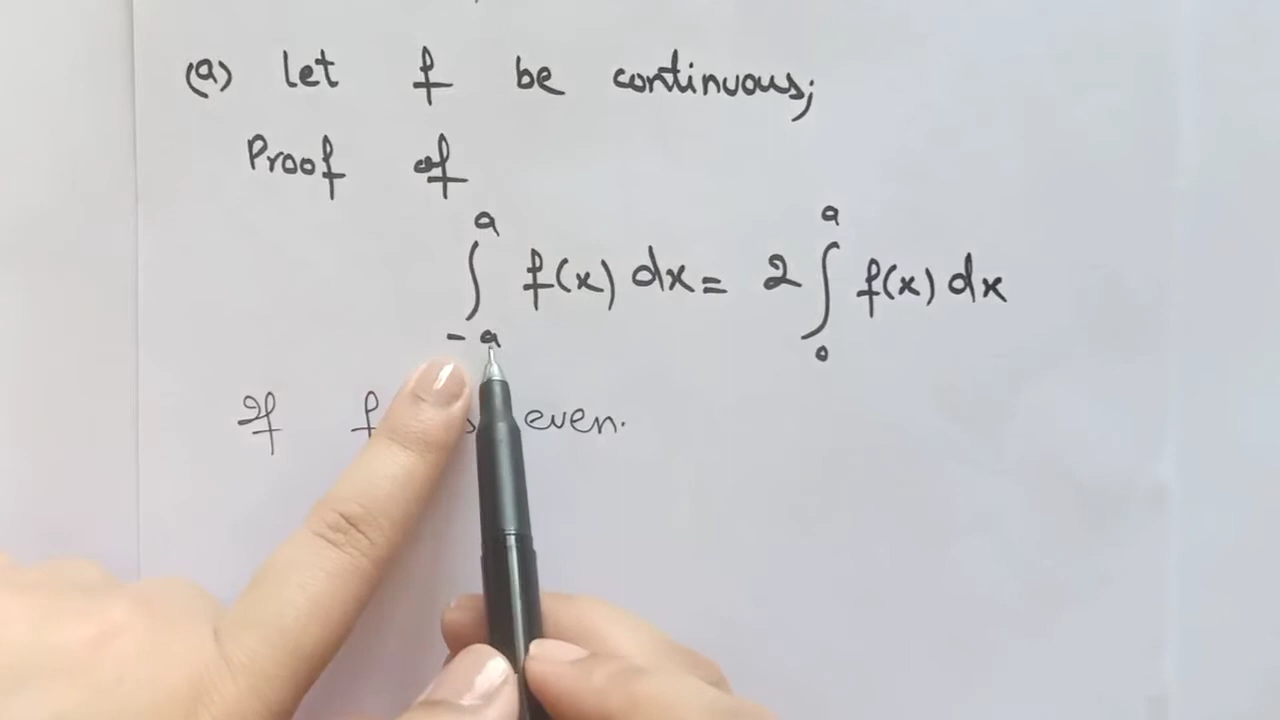 (a) Let f be continuous;
Proof of
∫_{-a}^{a} f(x) dx = 2 ∫_{0}^{a} f(x) dx
If f even.